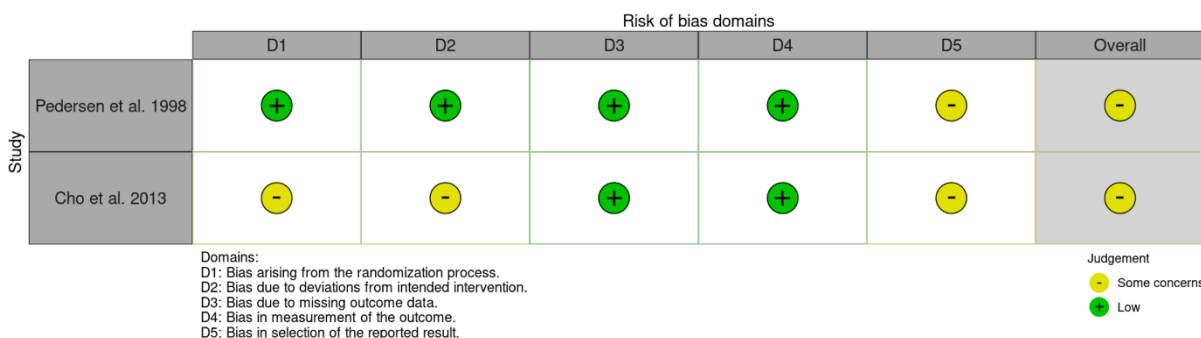 Risk of bias domains
D1 D2 D3 D4 D5 Overall
Study
Pedersen et al. 1998 + + + + - -
Cho et al. 2013 - - + + - -
Domains:
D1: Bias arising from the randomization process.
D2: Bias due to deviations from intended intervention.
D3: Bias due to missing outcome data.
D4: Bias in measurement of the outcome.
D5: Bias in selection of the reported result.
Judgement
- Some concerns
+ Low